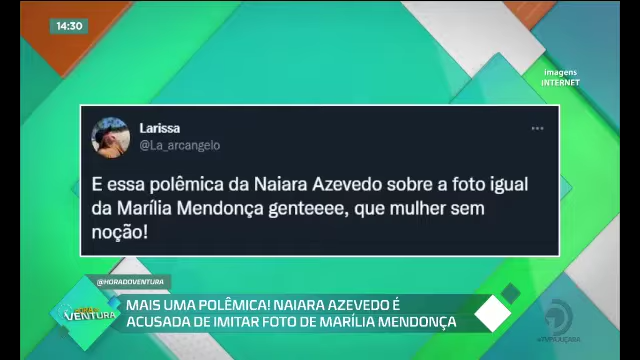 14:30
imagens
INTERNET
Larissa
@La_arcangelo
E essa polêmica da Naiara Azevedo sobre a foto igual
da Marília Mendonça genteeee, que mulher sem
noção!
@HORADOVENTURA
VENTURA
MAIS UMA POLÊMICA! NAIARA AZEVEDO É
ACUSADA DE IMITAR FOTO DE MARÍLIA MENDONÇA